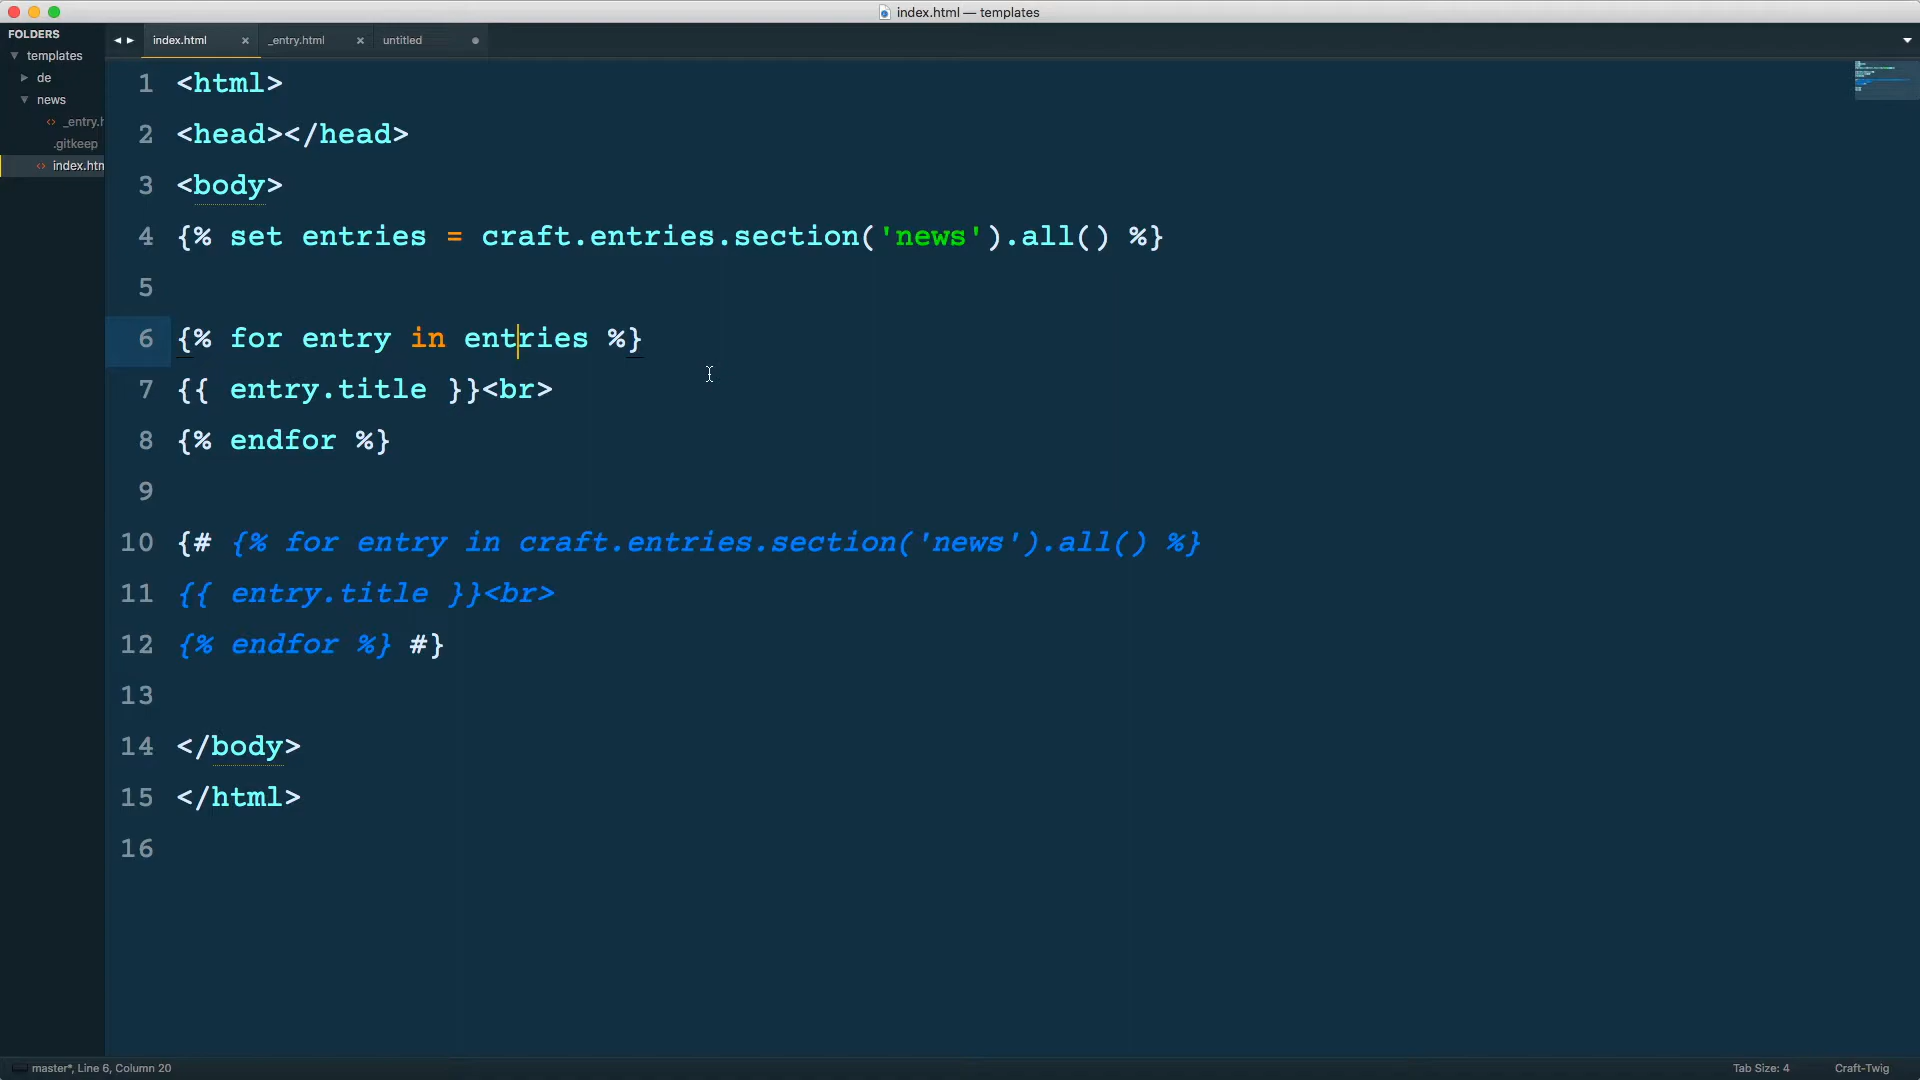 index.html — templates
FOLDERS
templates
de
news
_entry.h
.gitkeep
index.htm
index.html
_entry.html
untitled
1 <html>
2 <head></head>
3 <body>
4 {% set entries = craft.entries.section('news').all() %}
5
6 {% for entry in entries %}
7 {{ entry.title }}<br>
8 {% endfor %}
9
10 {# {% for entry in craft.entries.section('news').all() %}
11 {{ entry.title }}<br>
12 {% endfor %} #}
13
14 </body>
15 </html>
16
master*, Line 6, Column 20
Tab Size: 4
Craft-Twig